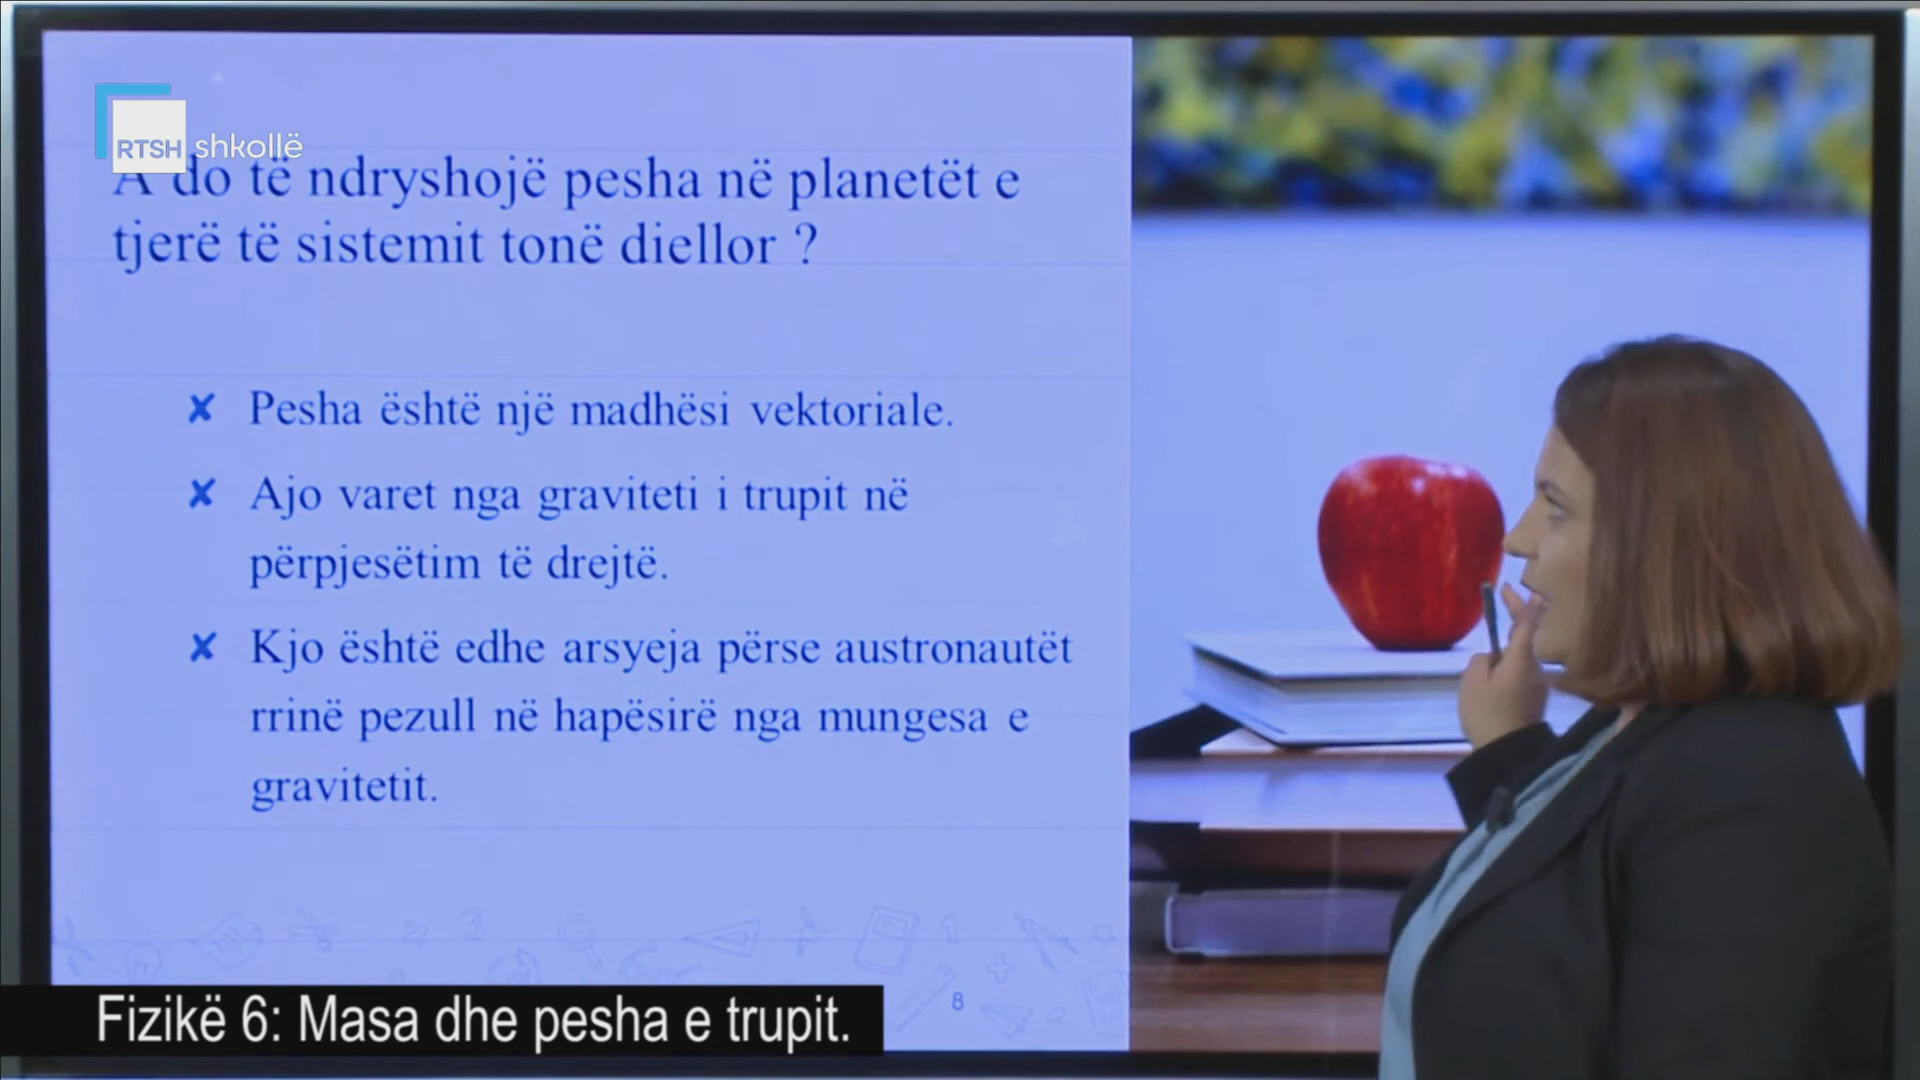 RTSH shkollë
A do të ndryshojë pesha në planetët e
tjerë të sistemit tonë diellor ?
✘ Pesha është një madhësi vektoriale.
✘ Ajo varet nga graviteti i trupit në
përpjesëtim të drejtë.
✘ Kjo është edhe arsyeja përse austronautët
rrinë pezull në hapësirë nga mungesa e
gravitetit.
8
Fizikë 6: Masa dhe pesha e trupit.